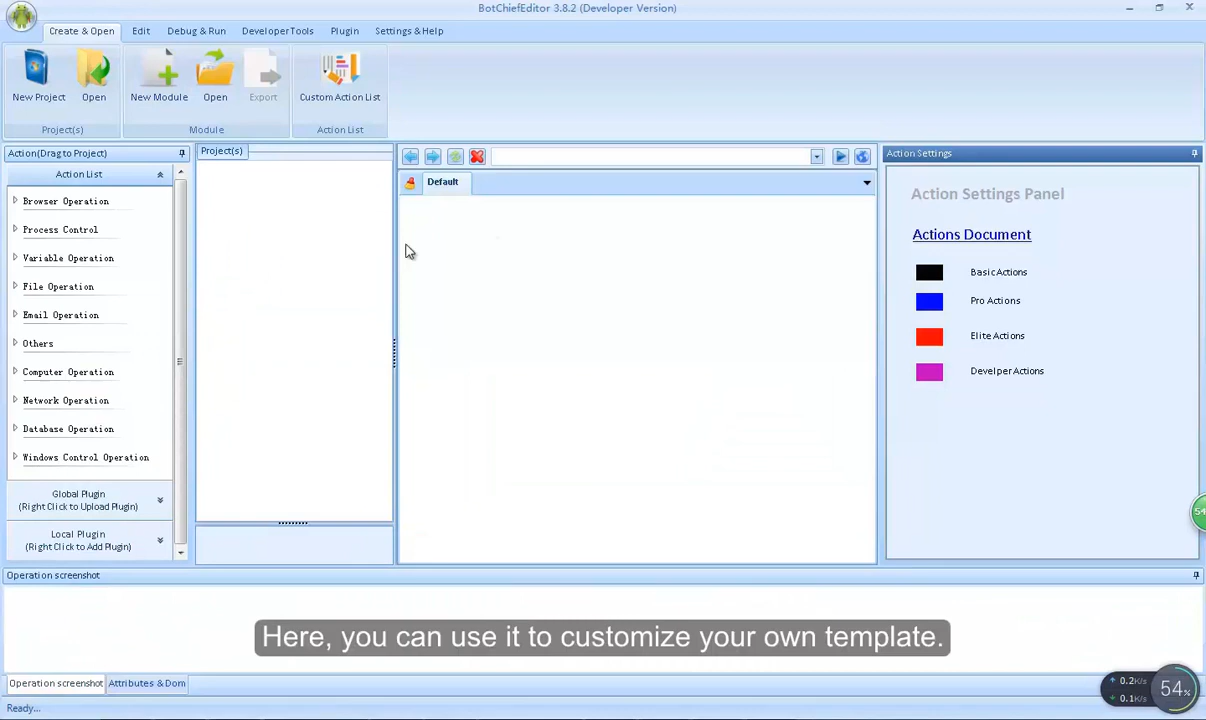 BotChiefEditor 3.8.2 (Developer Version)
Create & Open
Edit
Debug & Run
Developer Tools
Plugin
Settings & Help
New Project
Open
New Module
Open
Export
Custom Action List
Project(s)
Module
Action List
Action(Drag to Project)
Project(s)
Action Settings
Action List
Default
Browser Operation
Process Control
Variable Operation
File Operation
Email Operation
Others
Computer Operation
Network Operation
Database Operation
Windows Control Operation
Global Plugin
(Right Click to Upload Plugin)
Local Plugin
(Right Click to Add Plugin)
Action Settings Panel
Actions Document
Basic Actions
Pro Actions
Elite Actions
Develper Actions
54
Operation screenshot
Here, you can use it to customize your own template.
Operation screenshot
Attributes & Dom
0.2K/s
0.1K/s
54%
Ready...